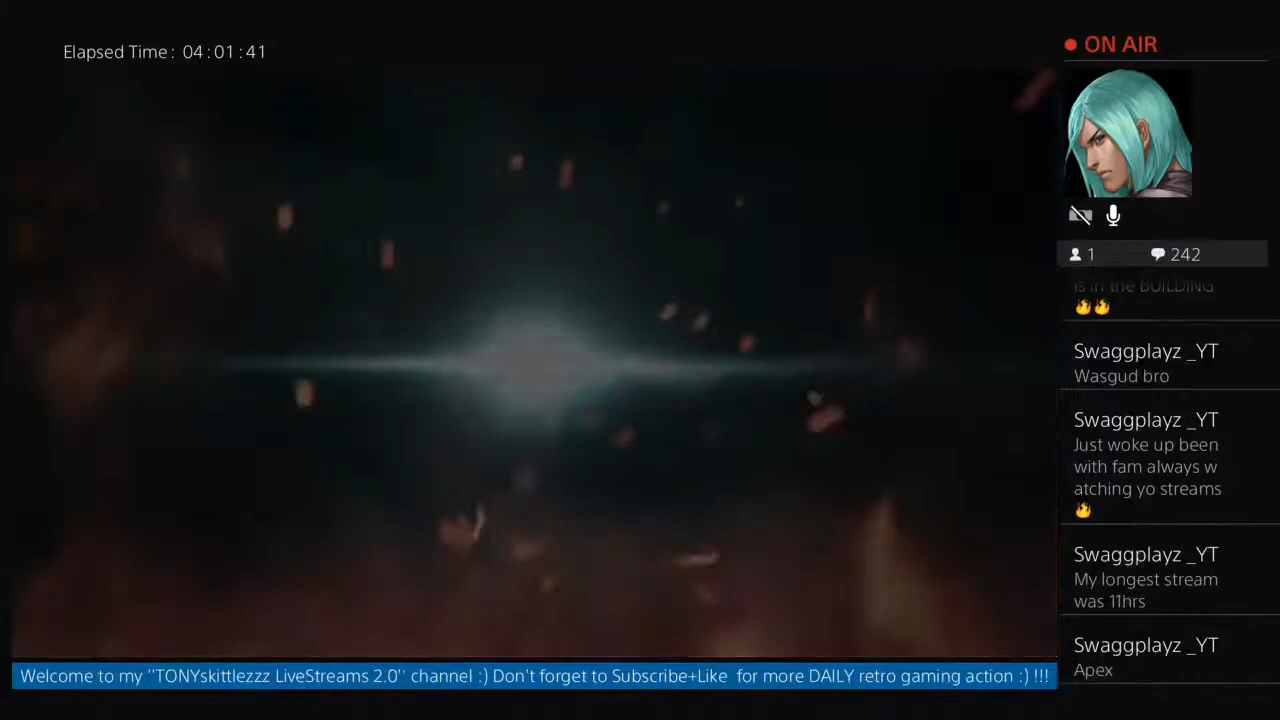 Elapsed Time: 04:01:41
ON AIR
1 242
is in the BUILDING
🔥🔥
Swaggplayz _YT
Wasgud bro
Swaggplayz _YT
Just woke up been
with fam always w
atching yo streams
🔥
Swaggplayz _YT
My longest stream
was 11hrs
Swaggplayz _YT
Apex
Welcome to my ''TONYskittlezzz LiveStreams 2.0'' channel :) Don't forget to Subscribe+Like for more DAILY retro gaming action :) !!!